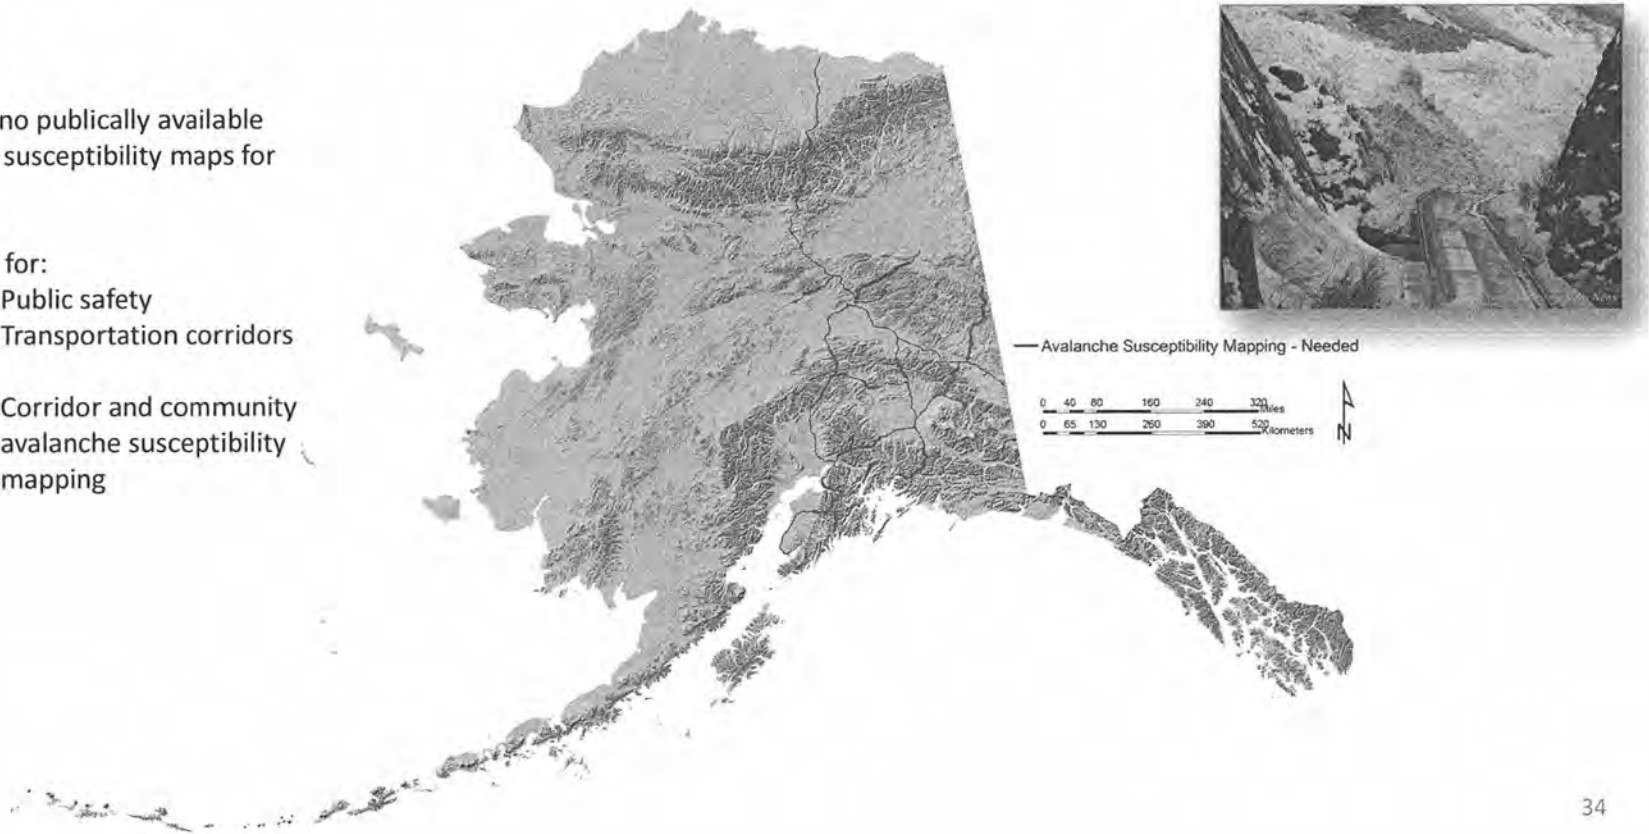 no publically available
susceptibility maps for
for:
Public safety
Transportation corridors
Corridor and community
avalanche susceptibility
mapping
Avalanche Susceptibility Mapping - Needed
0 40 80 160 240 320
Miles
0 65 130 260 390 520
Kilometers
N
34